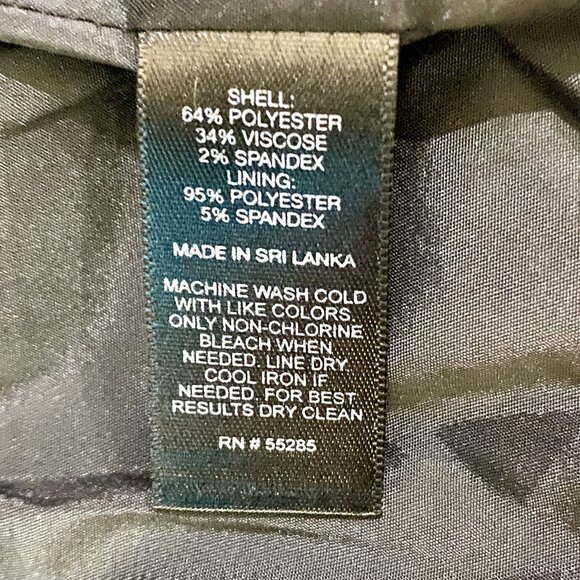 SHELL:
64% POLYESTER
34% VISCOSE
2% SPANDEX
LINING:
95% POLYESTER
5% SPANDEX
MADE IN SRI LANKA
MACHINE WASH COLD
WITH LIKE COLORS.
ONLY NON-CHLORINE
BLEACH WHEN
NEEDED. LINE DRY.
COOL IRON IF
NEEDED. FOR BEST
RESULTS DRY CLEAN
RN # 55285